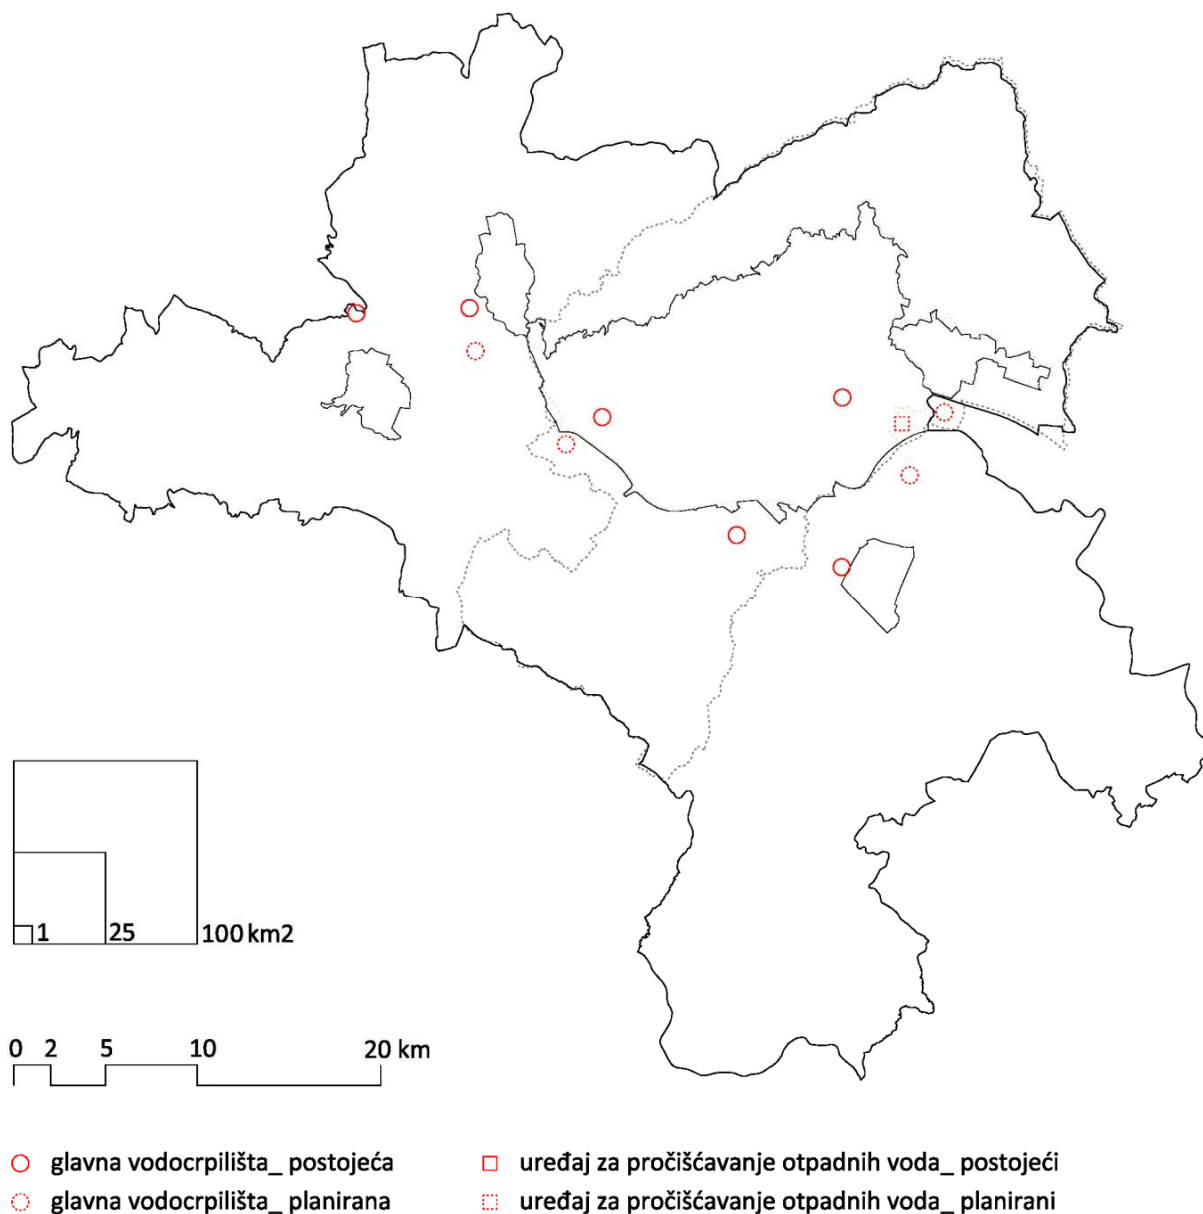 1 25 100 km2
0 2 5 10 20 km
glavna vodocrpilišta_ postojeća
glavna vodocrpilišta_ planirana
uređaj za pročišćavanje otpadnih voda_ postojeći
uređaj za pročišćavanje otpadnih voda_ planirani